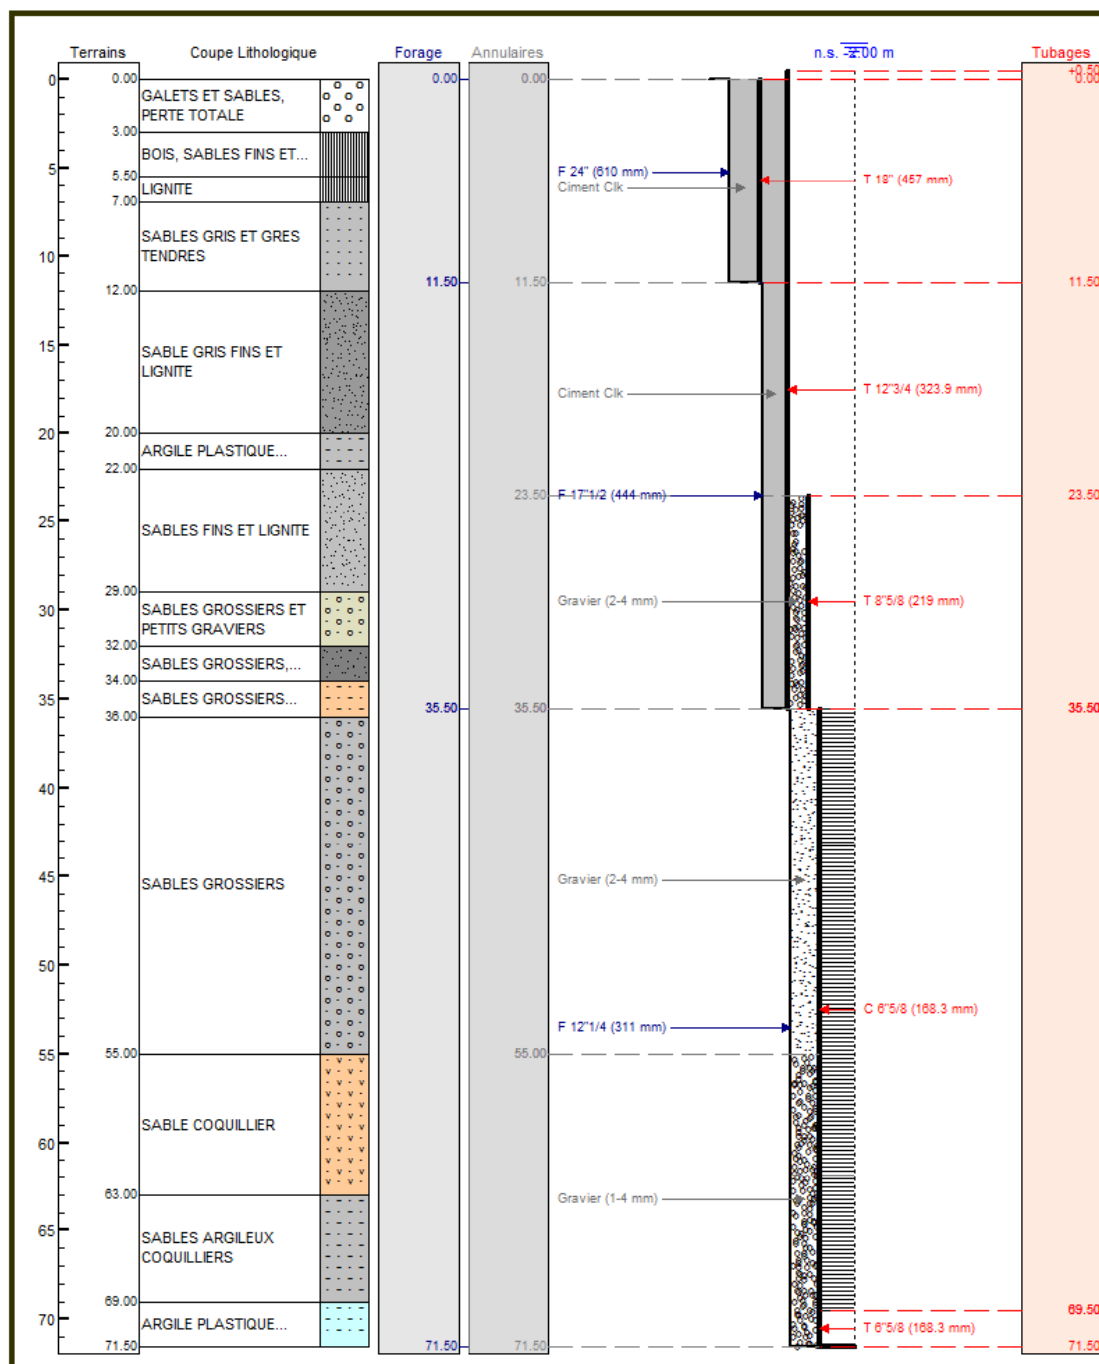 Terrains
Coupe Lithologique
Forage
Annulaires
n.s. -2.00 m
Tubages
0
0.00
0.00
0.00
+0.50
0.00
GALETS ET SABLES,
PERTE TOTALE
3.00
BOIS, SABLES FINS ET...
5
5.50
F 24" (610 mm)
Ciment Clk
T 18" (457 mm)
LIGNITE
7.00
SABLES GRIS ET GRES
TENDRES
10
11.50
11.50
11.50
12.00
15
SABLE GRIS FINS ET
LIGNITE
Ciment Clk
T 12"3/4 (323.9 mm)
20
20.00
ARGILE PLASTIQUE...
22.00
23.50
F 17"1/2 (444 mm)
23.50
25
SABLES FINS ET LIGNITE
29.00
30
SABLES GROSSIERS ET
PETITS GRAVIERS
Gravier (2-4 mm)
T 8"5/8 (219 mm)
32.00
SABLES GROSSIERS,...
34.00
35
SABLES GROSSIERS...
35.50
35.50
35.50
36.00
40
45
SABLES GROSSIERS
Gravier (2-4 mm)
50
C 6"5/8 (168.3 mm)
F 12"1/4 (311 mm)
55
55.00
55.00
SABLE COQUILLIER
60
63.00
Gravier (1-4 mm)
65
SABLES ARGILEUX
COQUILLIERS
69.00
69.50
70
ARGILE PLASTIQUE...
T 6"5/8 (168.3 mm)
71.50
71.50
71.50
71.50